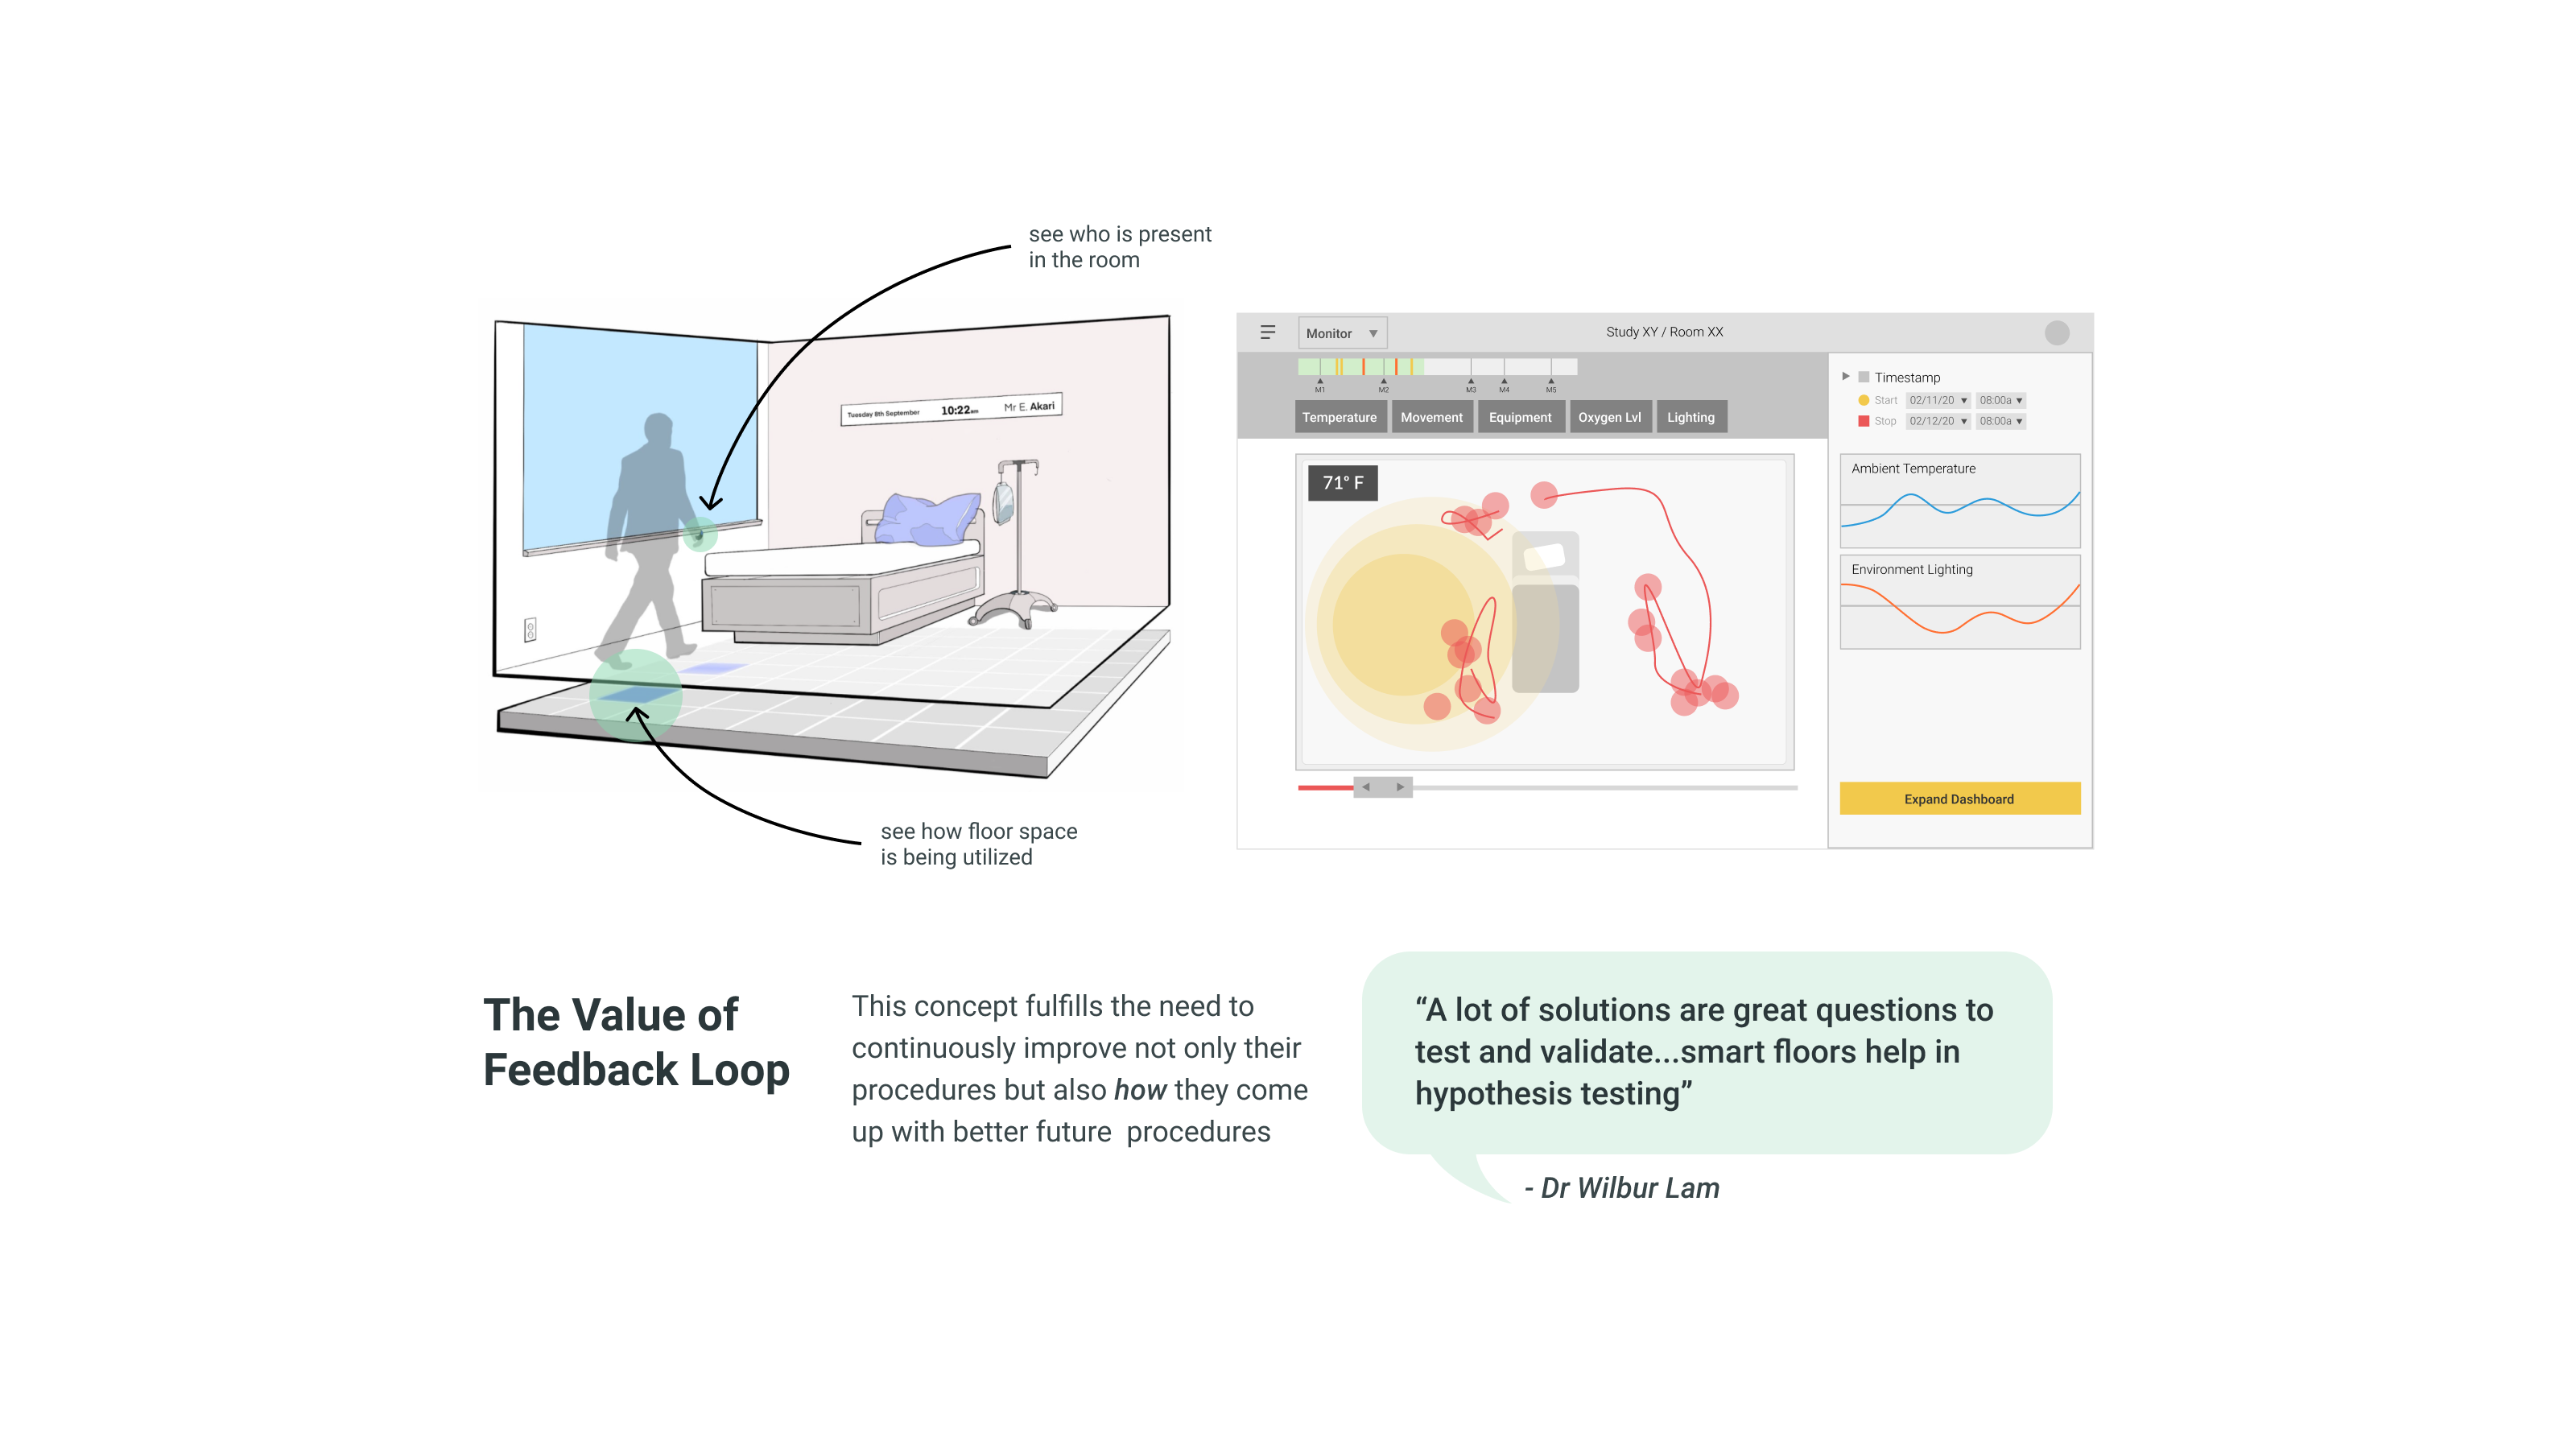 see who is present
in the room
Tuesday 8th September 10:22am Mr E. Akari
see how floor space
is being utilized
Monitor
Study XY / Room XX
M1 M2 M3 M4 M5
Temperature Movement Equipment Oxygen Lvl Lighting
71° F
Timestamp
Start 02/11/20 08:00a
Stop 02/12/20 08:00a
Ambient Temperature
Environment Lighting
Expand Dashboard
The Value of
Feedback Loop
This concept fulfills the need to
continuously improve not only their
procedures but also how they come
up with better future  procedures
“A lot of solutions are great questions to
test and validate...smart floors help in
hypothesis testing”
- Dr Wilbur Lam